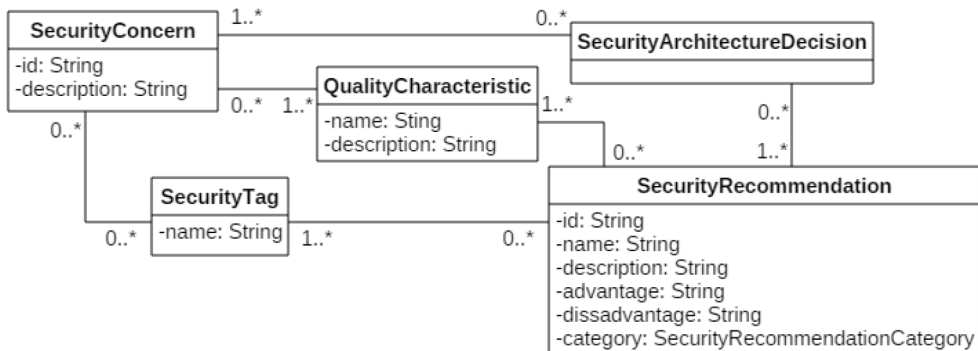 SecurityConcern
-id: String
-description: String
1..*
0..*
SecurityArchitectureDecision
QualityCharacteristic
-name: Sting
-description: String
0..*
1..*
1..*
0..*
0..*
1..*
0..*
SecurityTag
-name: String
0..*
1..*
0..*
SecurityRecommendation
-id: String
-name: String
-description: String
-advantage: String
-dissadvantage: String
-category: SecurityRecommendationCategory